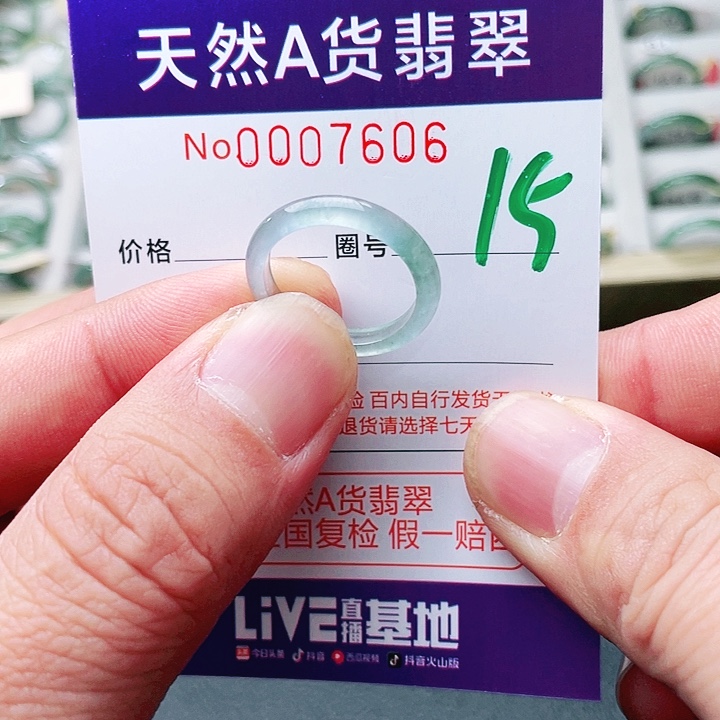 天然A货翡翠
No0007606
价格 圈号 15
检 百内自行发货
退货请选择七天
然A货翡翠
国复检 假一赔
LiVE直播基地
今日头条 抖音 西瓜视频 抖音火山版